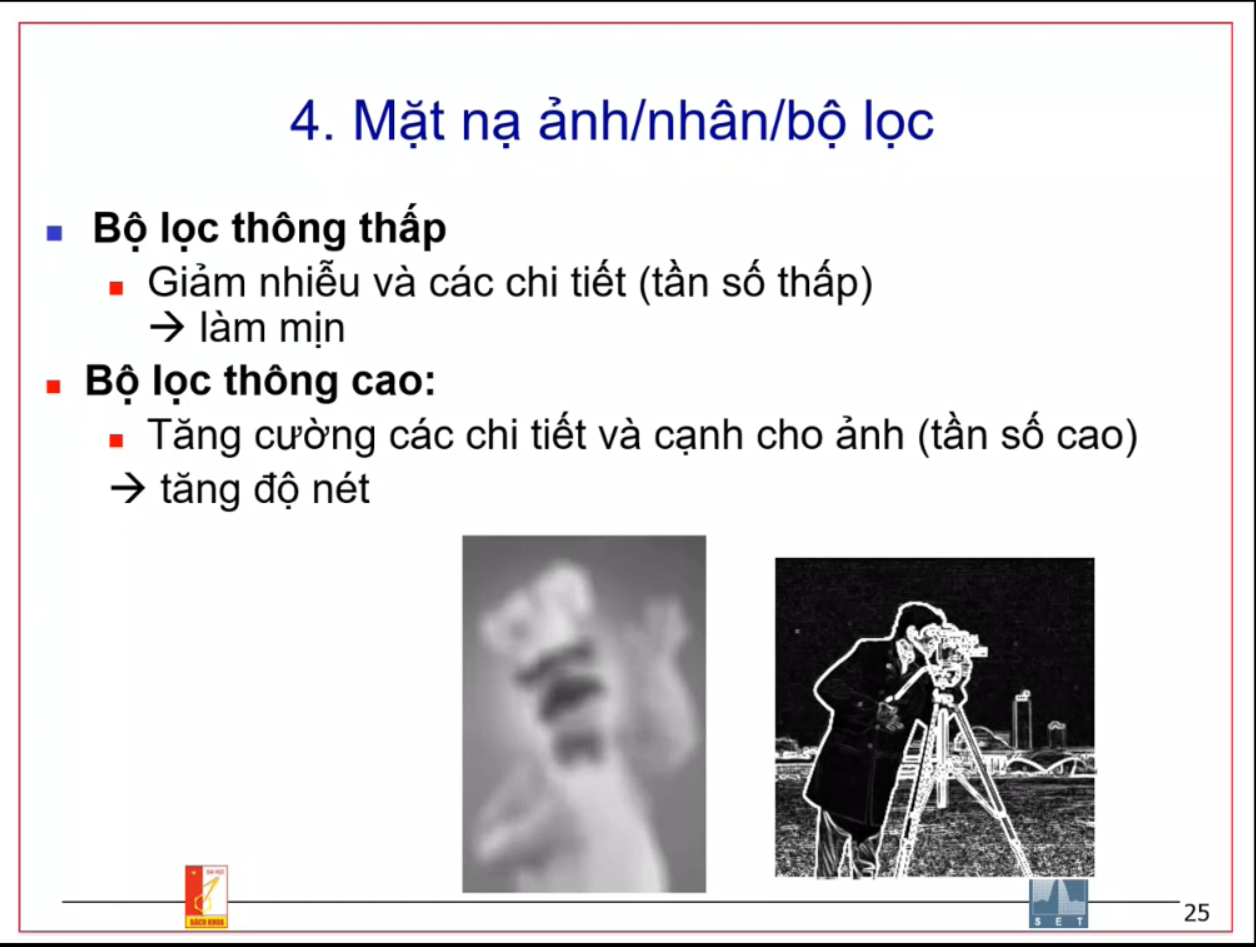 4. Mặt nạ ảnh/nhân/bộ lọc
Bộ lọc thông thấp
Giảm nhiễu và các chi tiết (tần số thấp)
→ làm mịn
Bộ lọc thông cao:
Tăng cường các chi tiết và cạnh cho ảnh (tần số cao)
→ tăng độ nét
ĐẠI HỌC
BÁCH KHOA
S E T
25